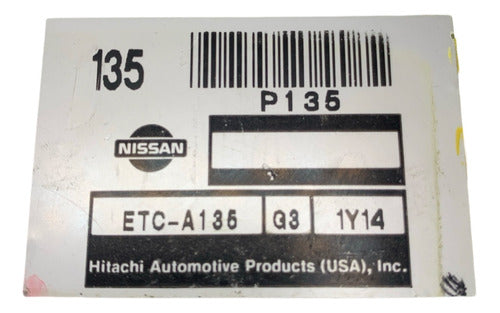 135
P135
NISSAN
ETC-A135 G3 1Y14
Hitachi Automotive Products (USA), Inc.